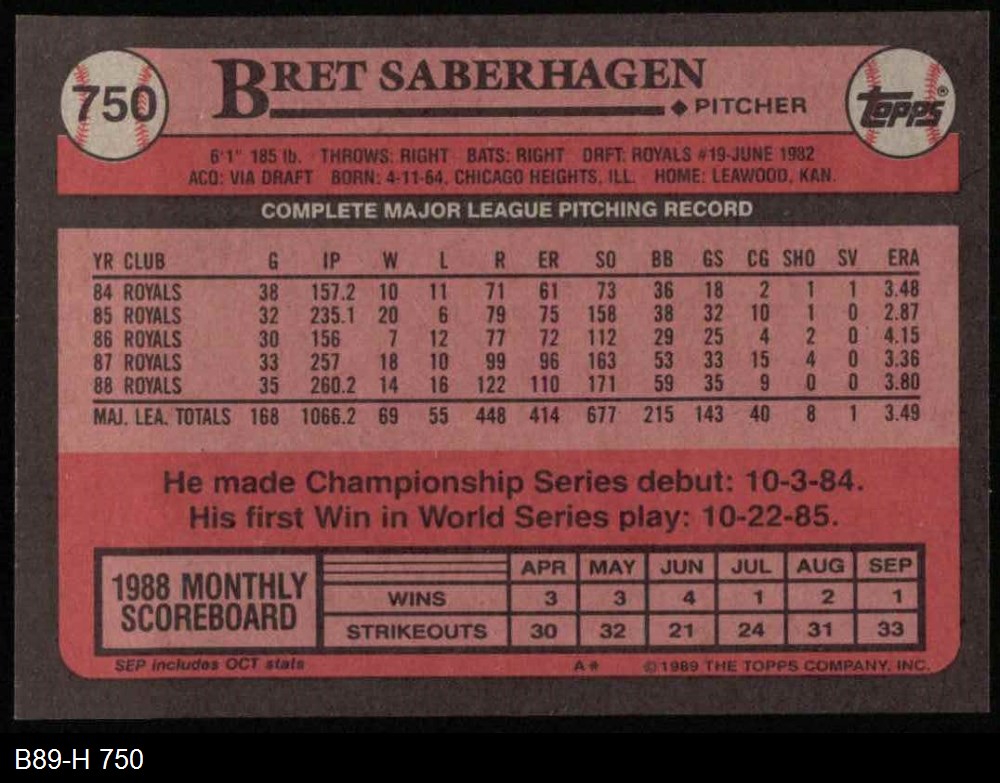 750
BRET SABERHAGEN
◆ PITCHER
topps®
6'1" 185 lb. THROWS: RIGHT BATS: RIGHT DRFT: ROYALS #19-JUNE 1982
ACQ: VIA DRAFT BORN: 4-11-64, CHICAGO HEIGHTS, ILL. HOME: LEAWOOD, KAN.
COMPLETE MAJOR LEAGUE PITCHING RECORD
YR CLUB G IP W L R ER SO BB GS CG SHO SV ERA
84 ROYALS 38 157.2 10 11 71 61 73 36 18 2 1 1 3.48
85 ROYALS 32 235.1 20 6 79 75 158 38 32 10 1 0 2.87
86 ROYALS 30 156 7 12 77 72 112 29 25 4 2 0 4.15
87 ROYALS 33 257 18 10 99 96 163 53 33 15 4 0 3.36
88 ROYALS 35 260.2 14 16 122 110 171 59 35 9 0 0 3.80
MAJ. LEA. TOTALS 168 1066.2 69 55 448 414 677 215 143 40 8 1 3.49
He made Championship Series debut: 10-3-84.
His first Win in World Series play: 10-22-85.
1988 MONTHLY
SCOREBOARD
APR MAY JUN JUL AUG SEP
WINS 3 3 4 1 2 1
STRIKEOUTS 30 32 21 24 31 33
SEP includes OCT stats
A* ©1989 THE TOPPS COMPANY, INC.
B89-H 750